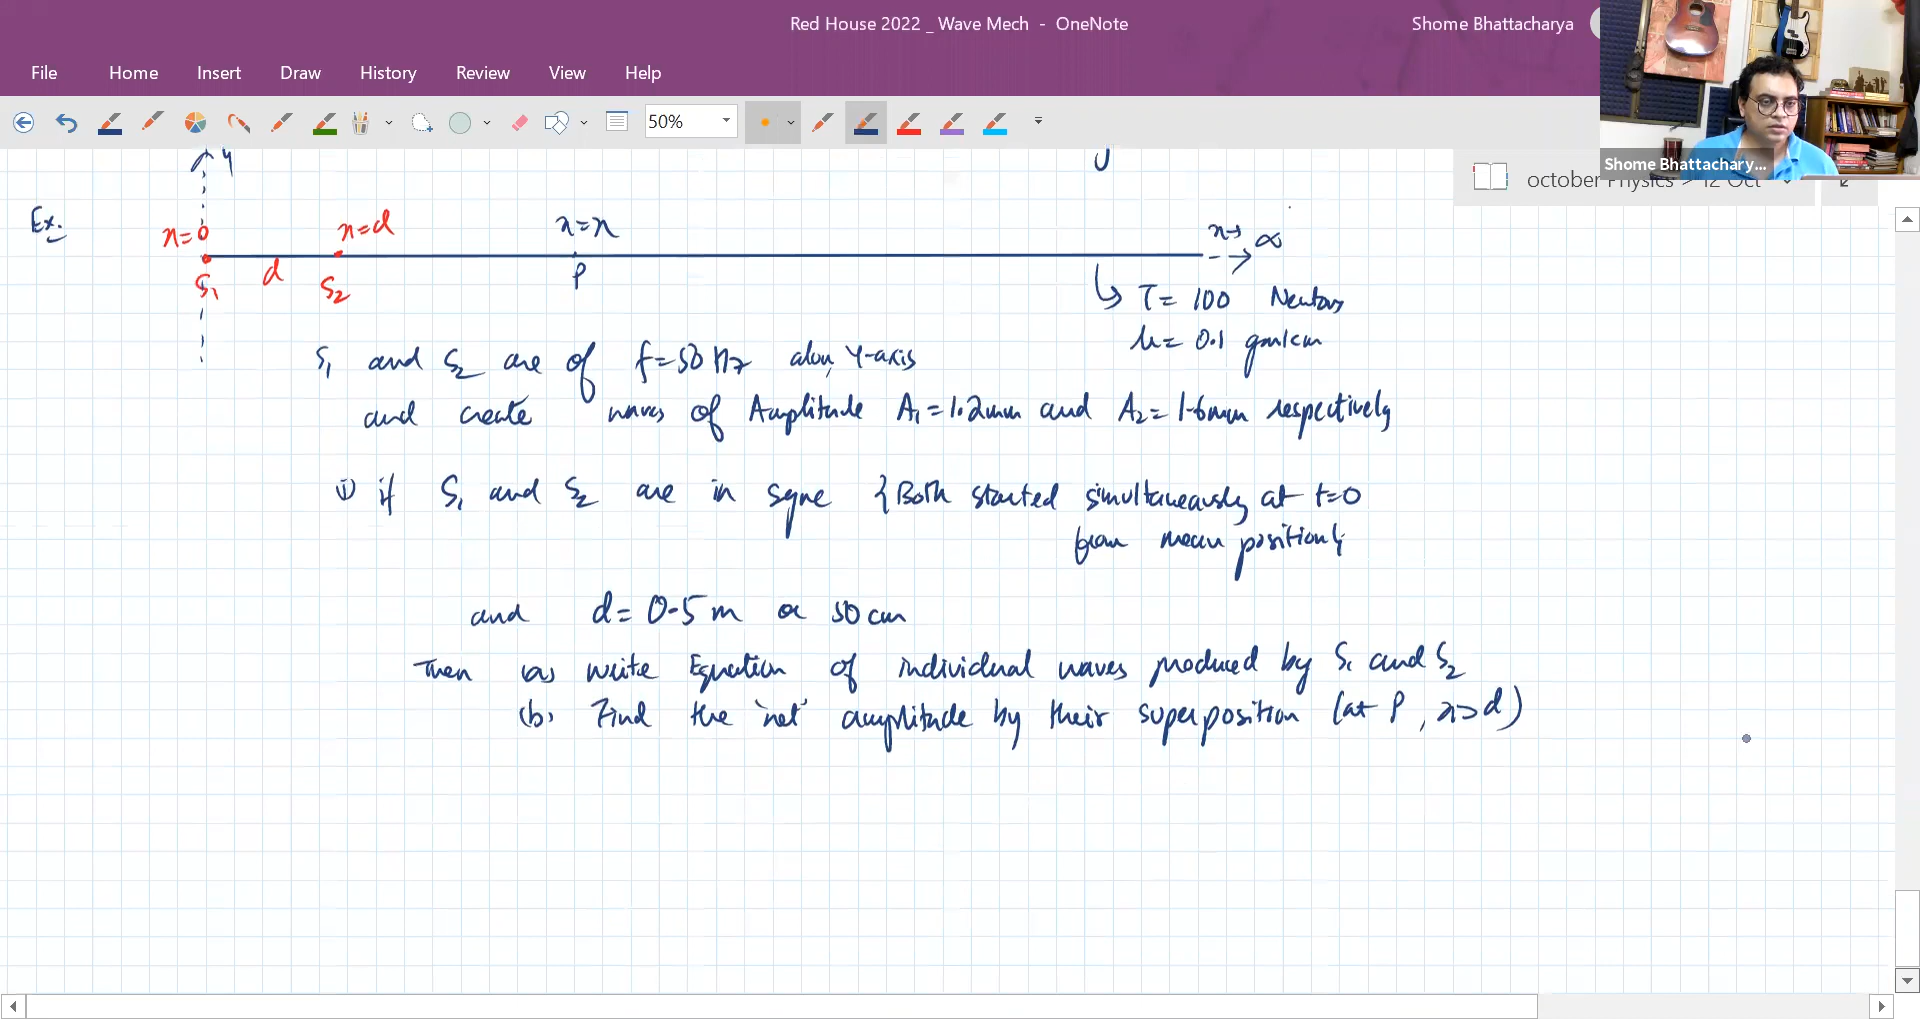 Red House 2022 _ Wave Mech - OneNote
Shome Bhattacharya
File Home Insert Draw History Review View Help
50%
Shome Bhattachary...
october Physics > 12 Oct
y
Ex.
x=0 x=d x=x x→ ∞
S1 d S2 P
T= 100 Newtons
μ= 0.1 gm/cm
S1 and S2 are of f=50 Hz along Y-axis
and create waves of Amplitude A1=1.2mm and A2=1.6mm respectively
(i) if S1 and S2 are in sync {Both started simultaneously at t=0
from mean position}
and d= 0.5 m or 50 cm
Then (a) write Equation of individual waves produced by S1 and S2
(b) Find the 'net' amplitude by their superposition (at P, x>d)